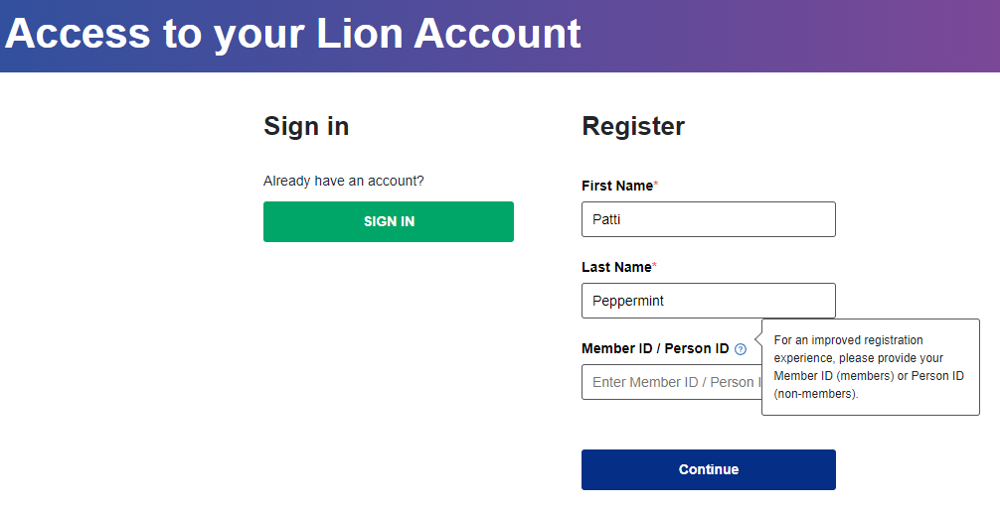 Access to your Lion Account
Sign in
Already have an account?
SIGN IN
Register
First Name*
Patti
Last Name*
Peppermint
Member ID / Person ID ?
Enter Member ID / Person
For an improved registration
experience, please provide your
Member ID (members) or Person ID
(non-members).
Continue